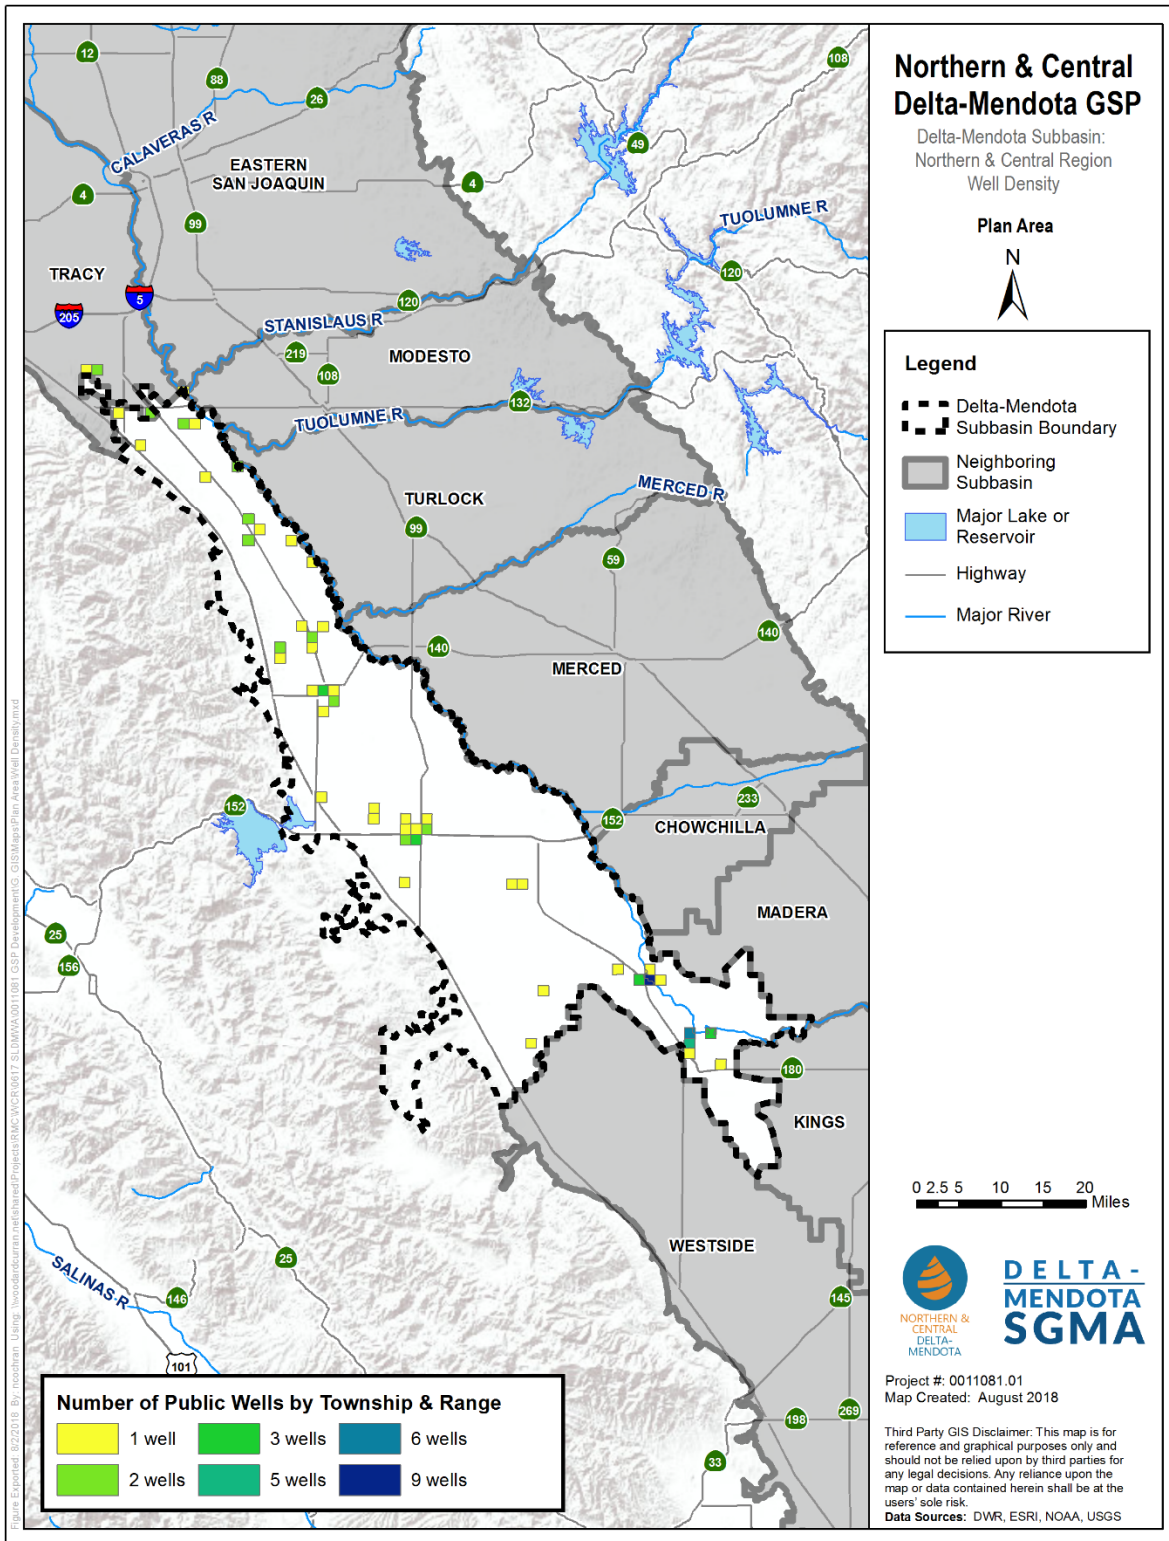 Northern & Central
Delta-Mendota GSP
Delta-Mendota Subbasin:
Northern & Central Region
Well Density
Plan Area
N
Legend
Delta-Mendota
Subbasin Boundary
Neighboring
Subbasin
Major Lake or
Reservoir
Highway
Major River
0 2.5 5 10 15 20
Miles
NORTHERN &
CENTRAL
DELTA-
MENDOTA
DELTA-
MENDOTA
SGMA
Project #: 0011081.01
Map Created: August 2018
Third Party GIS Disclaimer: This map is for
reference and graphical purposes only and
should not be relied upon by third parties for
any legal decisions. Any reliance upon the
map or data contained herein shall be at the
users' sole risk.
Data Sources: DWR, ESRI, NOAA, USGS
12
88
26
108
49
CALAVERAS R
EASTERN
SAN JOAQUIN
4
4
99
TUOLUMNE R
120
TRACY
5
205
120
STANISLAUS R
219
MODESTO
108
132
TUOLUMNE R
MERCED R
TURLOCK
99
59
140
140
MERCED
152
233
152
CHOWCHILLA
MADERA
25
156
180
KINGS
WESTSIDE
25
SALINAS R
146
145
101
269
198
33
Number of Public Wells by Township & Range
1 well
3 wells
6 wells
2 wells
5 wells
9 wells